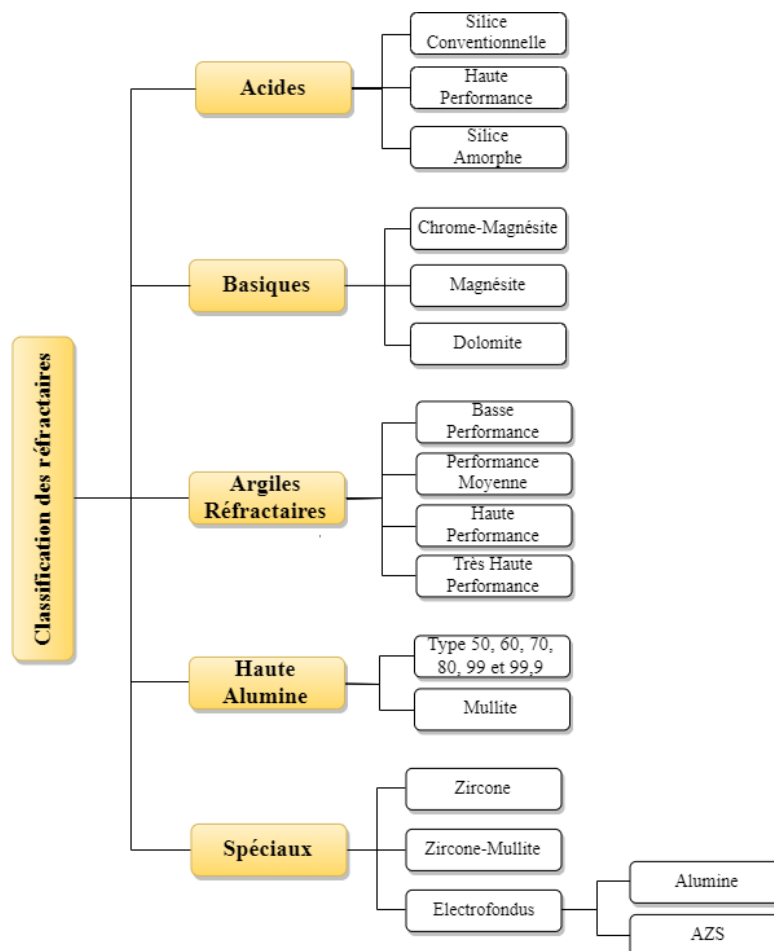 Classification des réfractaires
Acides
Silice
Conventionnelle
Haute
Performance
Silice
Amorphe
Basiques
Chrome-Magnésite
Magnésite
Dolomite
Argiles
Réfractaires
Basse
Performance
Performance
Moyenne
Haute
Performance
Très Haute
Performance
Haute
Alumine
Type 50, 60, 70,
80, 99 et 99,9
Mullite
Spéciaux
Zircone
Zircone-Mullite
Electrofondus
Alumine
AZS